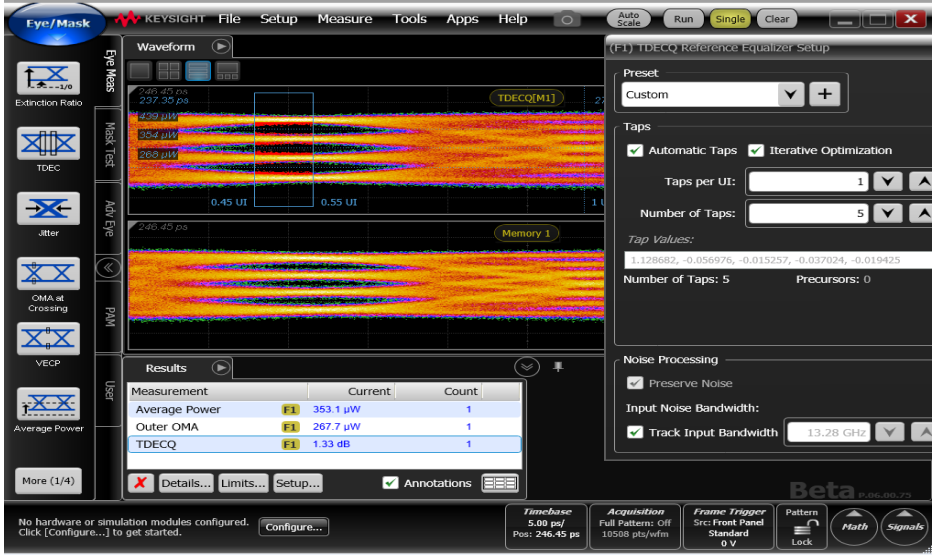 Eye/Mask
KEYSIGHT File Setup Measure Tools Apps Help
Auto Scale
Run
Single
Clear
Eye Meas
Mask Test
Adv Eye
PAM
User
Extinction Ratio
TDEC
Jitter
OMA at
Crossing
VECP
Average Power
More (1/4)
Waveform
246.45 ps
237.35 ps
439 µW
354 µW
268 µW
TDECQ[M1]
0.45 UI
0.55 UI
246.45 ps
Memory 1
(F1) TDECQ Reference Equalizer Setup
Preset
Custom
Taps
Automatic Taps Iterative Optimization
Taps per UI: 1
Number of Taps: 5
Tap Values:
1.128682, -0.056976, -0.015257, -0.037024, -0.019425
Number of Taps: 5 Precursors: 0
Noise Processing
Preserve Noise
Input Noise Bandwidth:
Track Input Bandwidth 13.28 GHz
Results
Measurement Current Count
Average Power F1 353.1 µW 1
Outer OMA F1 267.7 µW 1
TDECQ F1 1.33 dB 1
Details... Limits... Setup... Annotations
Beta P.06.00.75
No hardware or simulation modules configured.
Click [Configure...] to get started.
Configure...
Timebase
5.00 ps/
Pos: 246.45 ps
Acquisition
Full Pattern: Off
10508 pts/wfm
Frame Trigger
Src: Front Panel
Standard
0 V
Pattern
Lock
Math
Signals